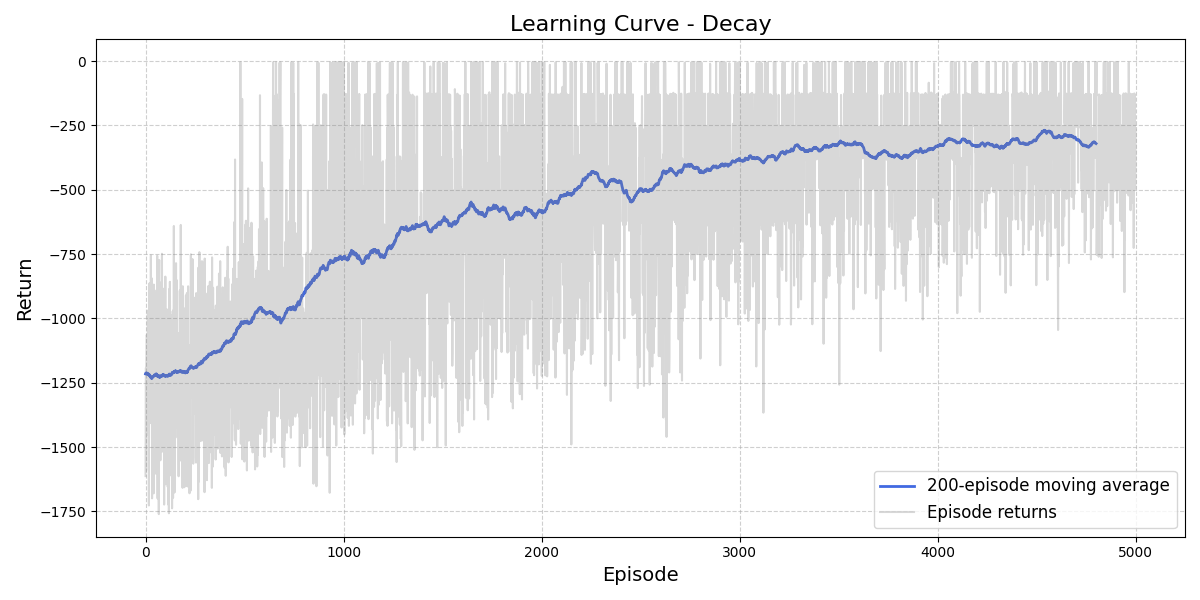 Learning Curve - Decay
Return
0
−250
−500
−750
−1000
−1250
−1500
−1750
200-episode moving average
Episode returns
0 1000 2000 3000 4000 5000
Episode